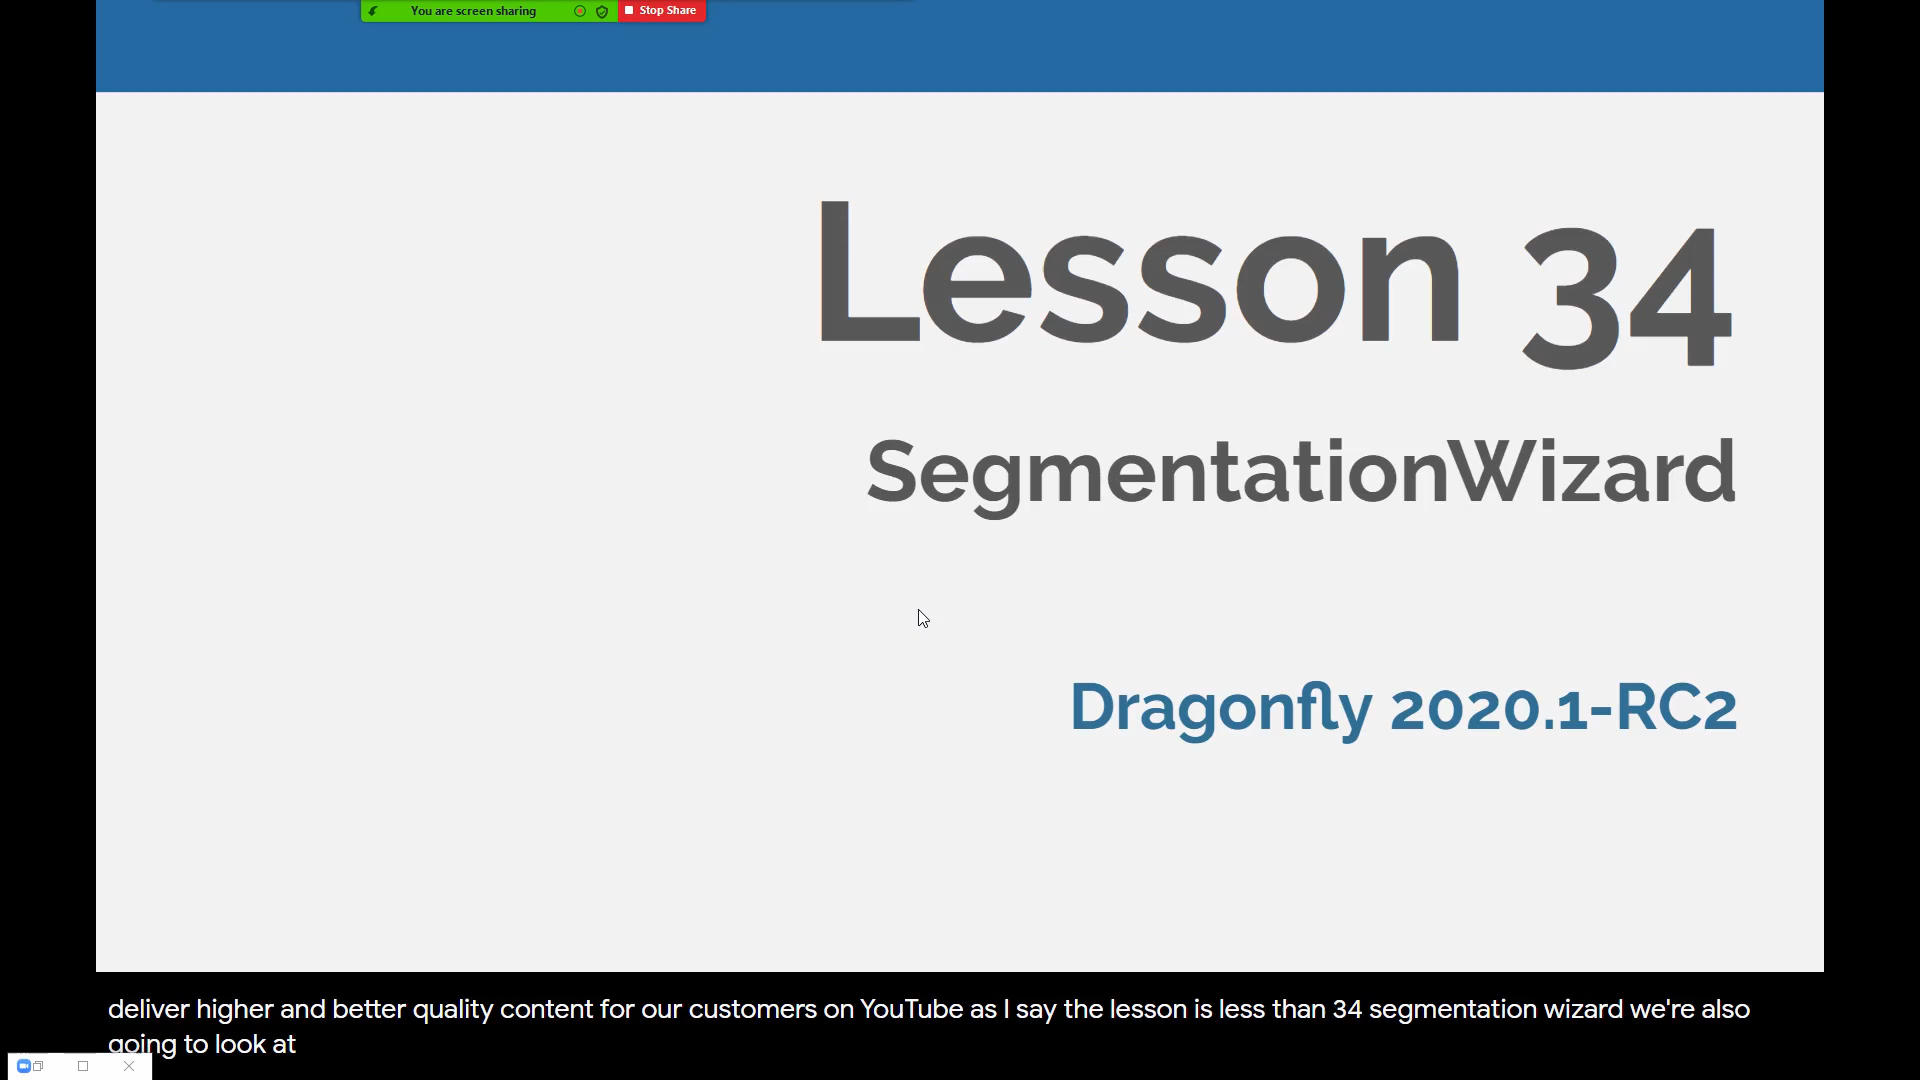 You are screen sharing Stop Share
Lesson 34
SegmentationWizard
Dragonfly 2020.1-RC2
deliver higher and better quality content for our customers on YouTube as I say the lesson is less than 34 segmentation wizard we're also
going to look at